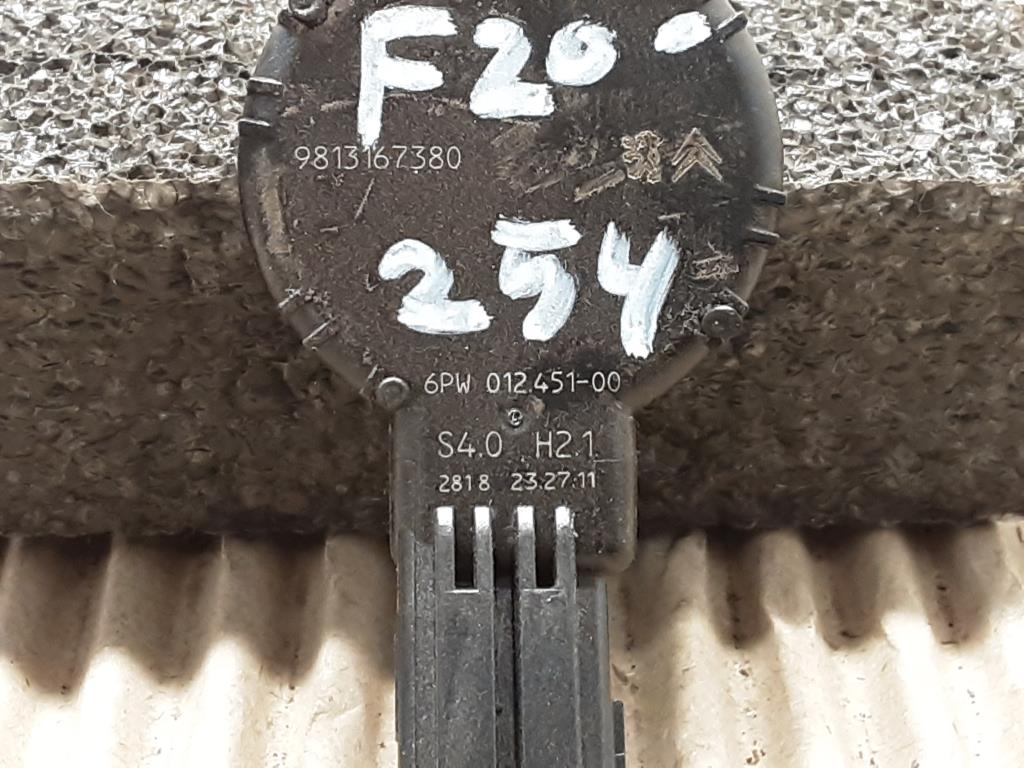 F20
9813167380
254
6PW 012.451-00
S4.0 H2.1
2818 23.27.11